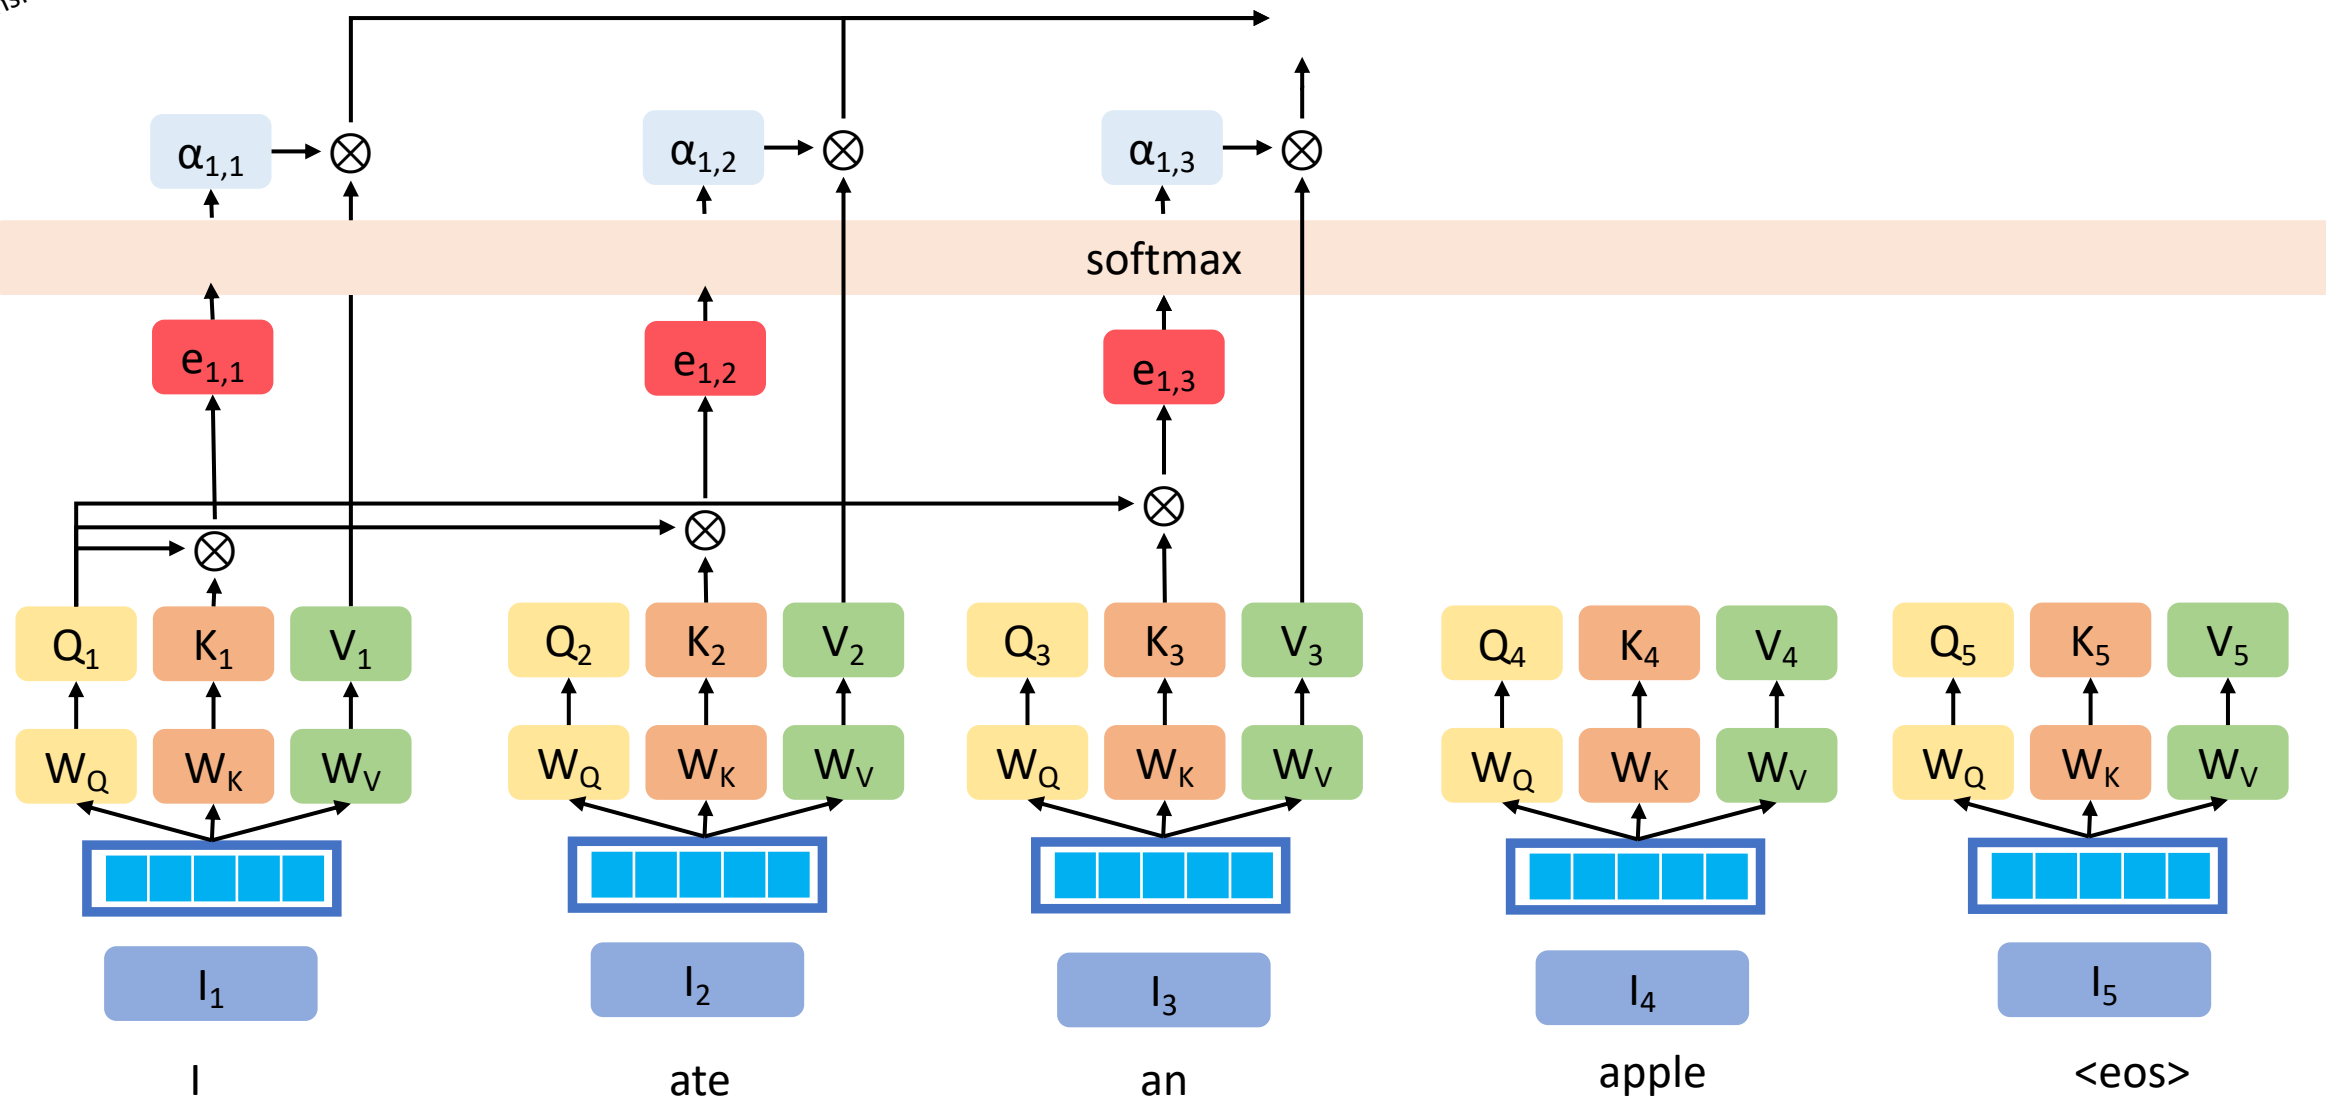 α1,1 α1,2 α1,3
softmax
e1,1 e1,2 e1,3
Q1 K1 V1 Q2 K2 V2 Q3 K3 V3 Q4 K4 V4 Q5 K5 V5
WQ WK WV WQ WK WV WQ WK WV WQ WK WV WQ WK WV
I1 I2 I3 I4 I5
I ate an apple <eos>